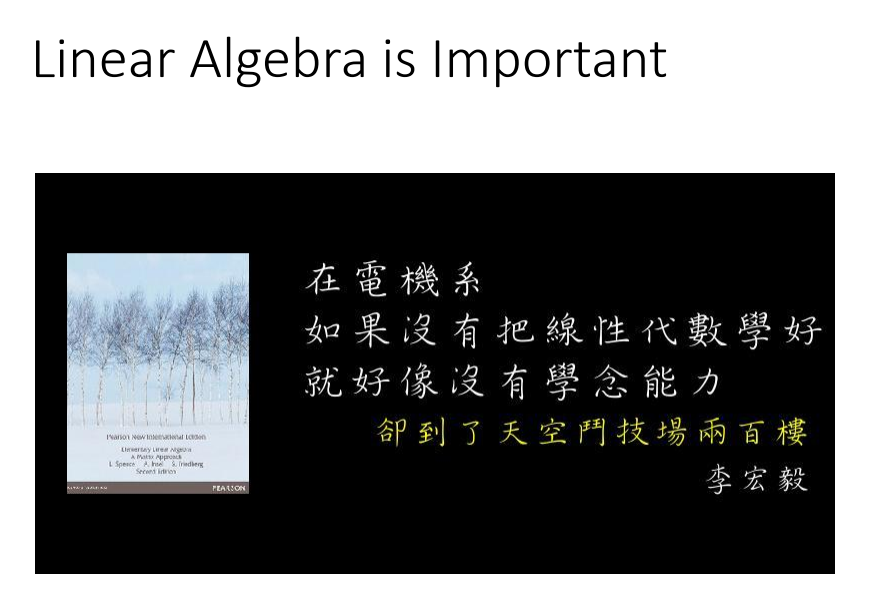 Linear Algebra is Important
在電機系
如果沒有把線性代數學好
就好像沒有學念能力
卻到了天空鬥技場兩百樓
李宏毅
Pearson New International Edition
Elementary Linear Algebra
A Matrix Approach
L. Spence A. Insel S. Friedberg
Second Edition
PEARSON